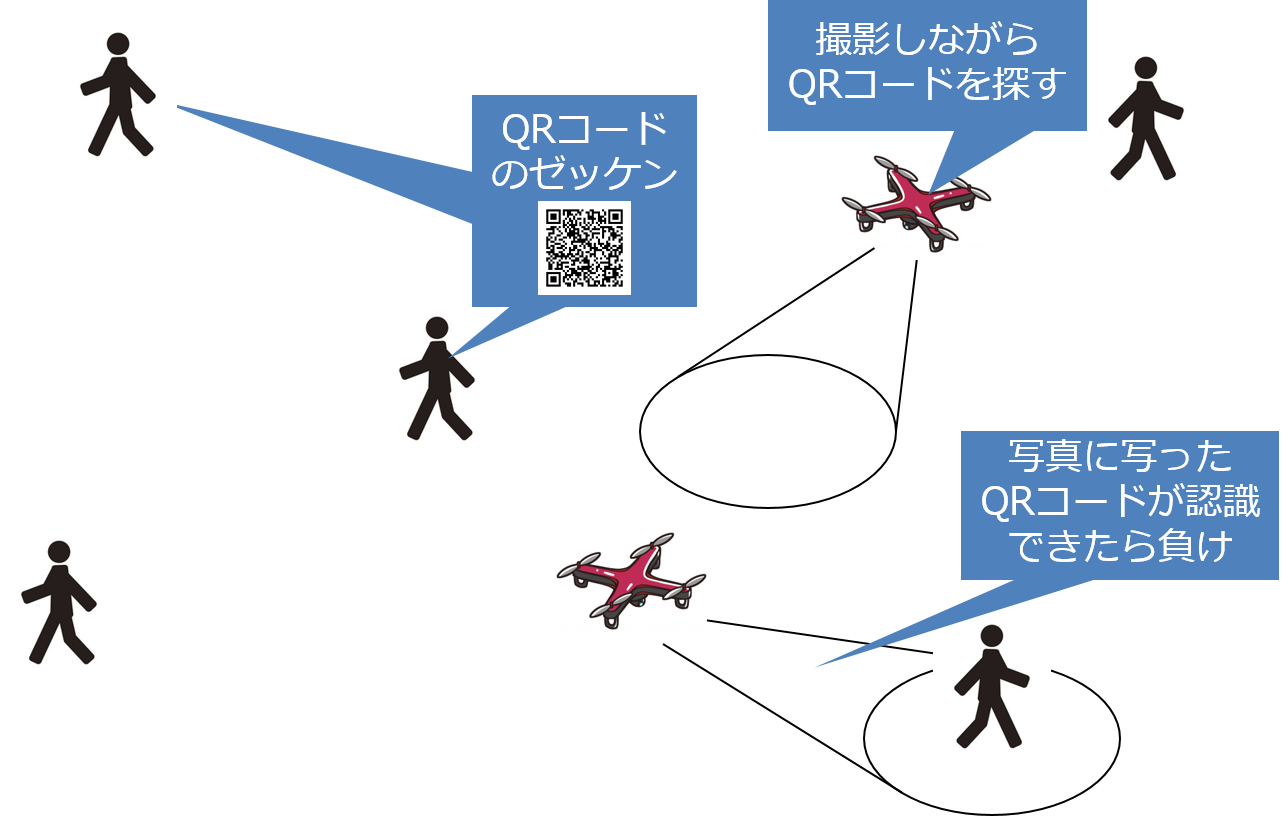 撮影しながら
QRコードを探す
QRコード
のゼッケン
写真に写った
QRコードが認識
できたら負け